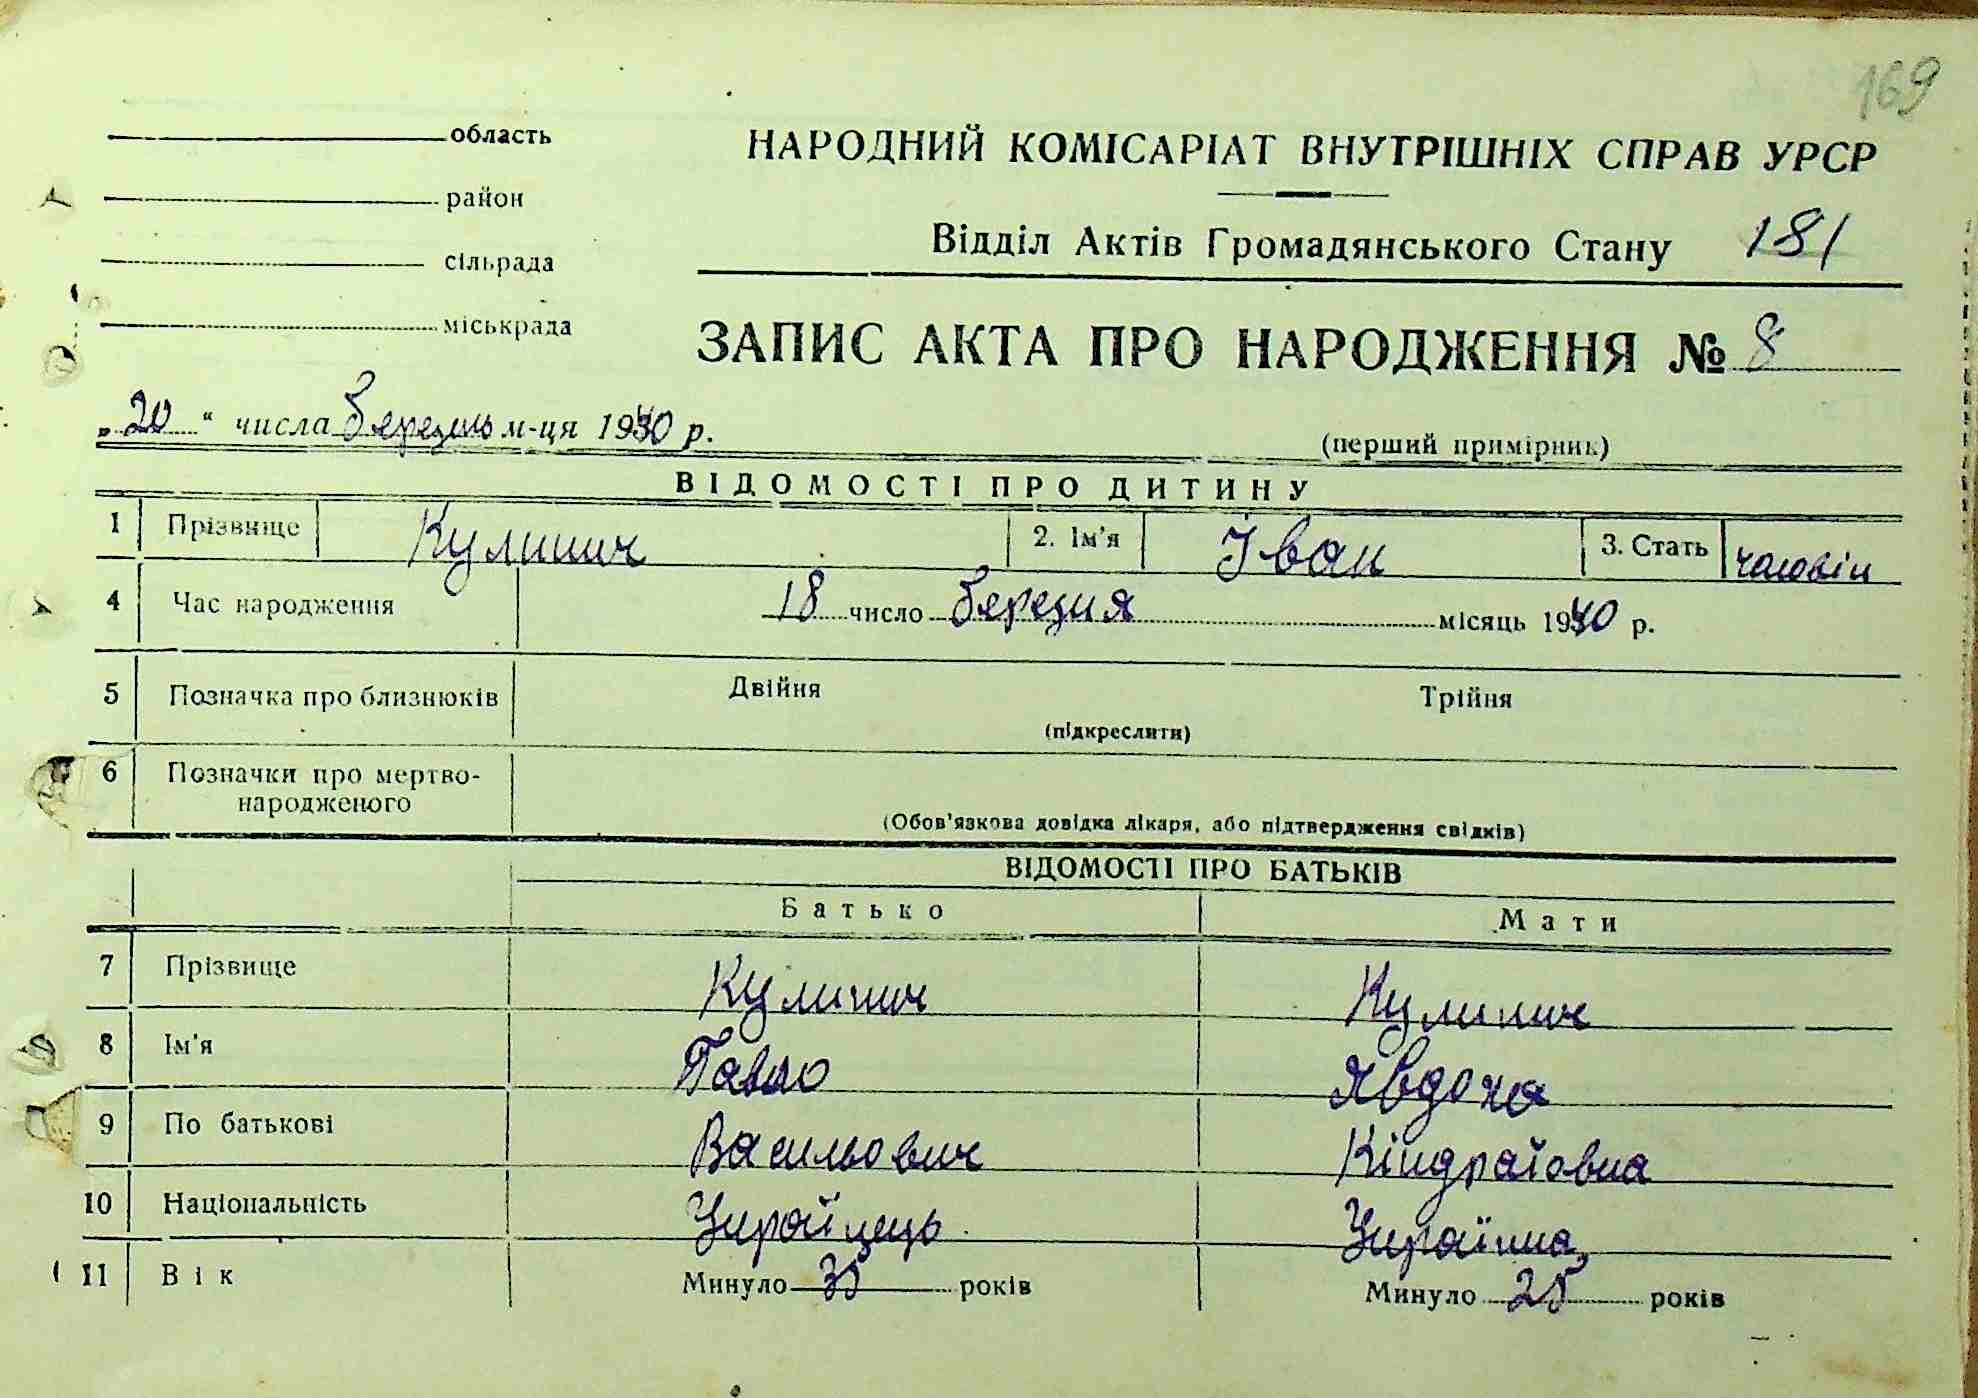 169
область
НАРОДНИЙ КОМІСАРІАТ ВНУТРІШНІХ СПРАВ УРСР
район
Відділ Актів Громадянського Стану 181
сільрада
міськрада
ЗАПИС АКТА ПРО НАРОДЖЕННЯ № 8
„20“ числа березень м-ця 1940 р.
(перший примірник)
ВІДОМОСТІ ПРО ДИТИНУ
1 Прізвище Кулинич 2. Ім'я Іван 3. Стать чоловік
4 Час народження 18 число березня місяць 1940 р.
5 Позначка про близнюків Двійня Трійня
(підкреслити)
6 Позначки про мертво-
народженого
(Обов'язкова довідка лікаря, або підтвердження свідків)
ВІДОМОСТІ ПРО БАТЬКІВ
Батько Мати
7 Прізвище Кулинич Кулинич
8 Ім'я Павло Явдоха
9 По батькові Васильович Кіндратовна
10 Національність Українець Українка
11 Вік Минуло 35 років Минуло 25 років